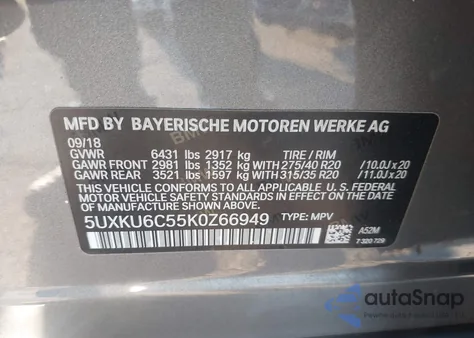 MFD BY BAYERISCHE MOTOREN WERKE AG
09/18
GVWR 6431 lbs 2917 kg TIRE / RIM
GAWR FRONT 2981 lbs 1352 kg WITH 275/40 R20 /10.0J x 20
GAWR REAR 3521 lbs 1597 kg WITH 315/35 R20 /11.0J x 20
THIS VEHICLE CONFORMS TO ALL APPLICABLE U.S. FEDERAL
MOTOR VEHICLE SAFETY STANDARDS IN EFFECT ON THE
DATE OF MANUFACTURE SHOWN ABOVE.
5UXKU6C55K0Z66949 TYPE: MPV
A52M
7 320 729
autoSnap